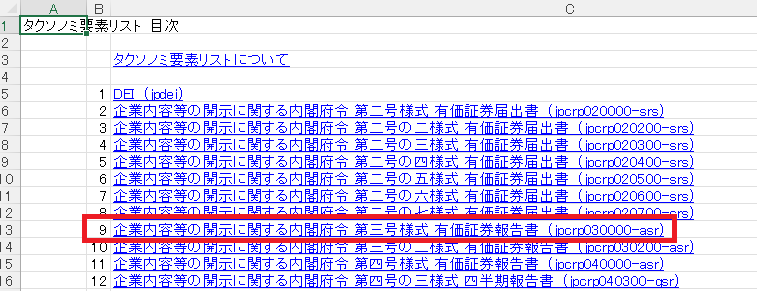 A B C
1 タクソノミ要素リスト 目次
2
3 タクソノミ要素リストについて
4
5 1 DEI (jpdei)
6 2 企業内容等の開示に関する内閣府令 第二号様式 有価証券届出書 (jpcrp020000-srs)
7 3 企業内容等の開示に関する内閣府令 第二号の二様式 有価証券届出書 (jpcrp020200-srs)
8 4 企業内容等の開示に関する内閣府令 第二号の三様式 有価証券届出書 (jpcrp020300-srs)
9 5 企業内容等の開示に関する内閣府令 第二号の四様式 有価証券届出書 (jpcrp020400-srs)
10 6 企業内容等の開示に関する内閣府令 第二号の五様式 有価証券届出書 (jpcrp020500-srs)
11 7 企業内容等の開示に関する内閣府令 第二号の六様式 有価証券届出書 (jpcrp020600-srs)
12 8 企業内容等の開示に関する内閣府令 第二号の七様式 有価証券届出書 (jpcrp020700-srs)
13 9 企業内容等の開示に関する内閣府令 第三号様式 有価証券報告書 (jpcrp030000-asr)
14 10 企業内容等の開示に関する内閣府令 第三号の二様式 有価証券報告書 (jpcrp030200-asr)
15 11 企業内容等の開示に関する内閣府令 第四号様式 有価証券報告書 (jpcrp040000-asr)
16 12 企業内容等の開示に関する内閣府令 第四号の三様式 四半期報告書 (jpcrp040300-qsr)